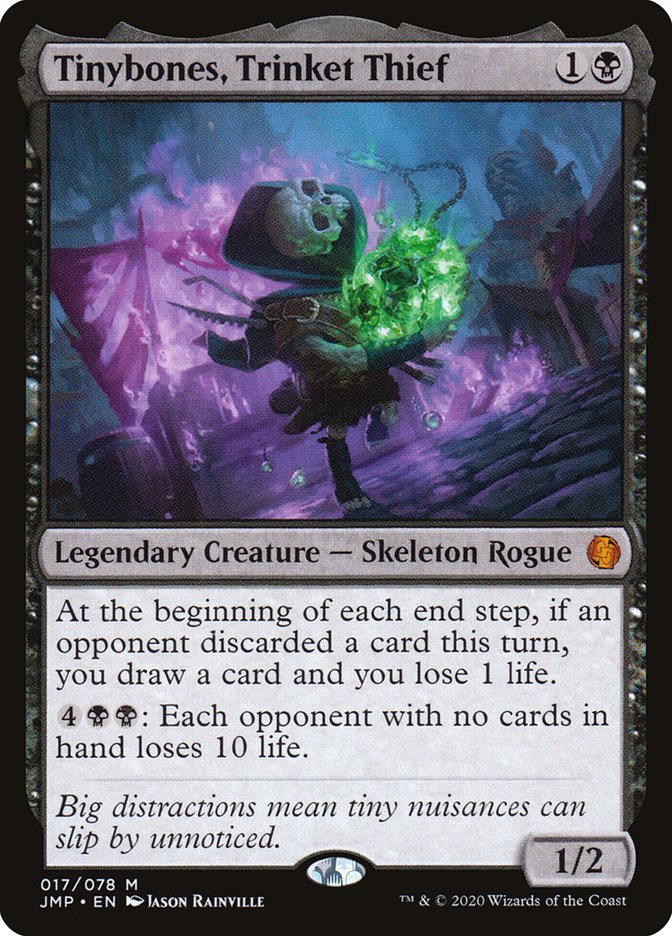 Tinybones, Trinket Thief 1
Legendary Creature — Skeleton Rogue
At the beginning of each end step, if an
opponent discarded a card this turn,
you draw a card and you lose 1 life.
4: Each opponent with no cards in
hand loses 10 life.
Big distractions mean tiny nuisances can
slip by unnoticed.
1/2
017/078 M
JMP • EN Jason Rainville
™ & © 2020 Wizards of the Coast